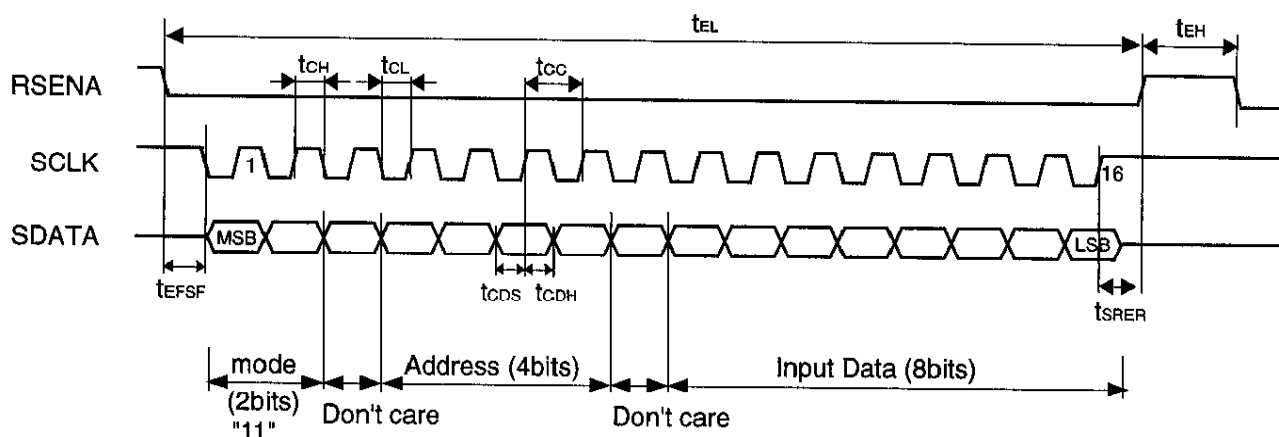 tEL
tEH
RSENA
tCH
tCL
tCC
SCLK
1
16
SDATA
MSB
LSB
tEFSF
tCDS
tCDH
tSRER
mode
(2bits)
"11"
Don't care
Address (4bits)
Don't care
Input Data (8bits)